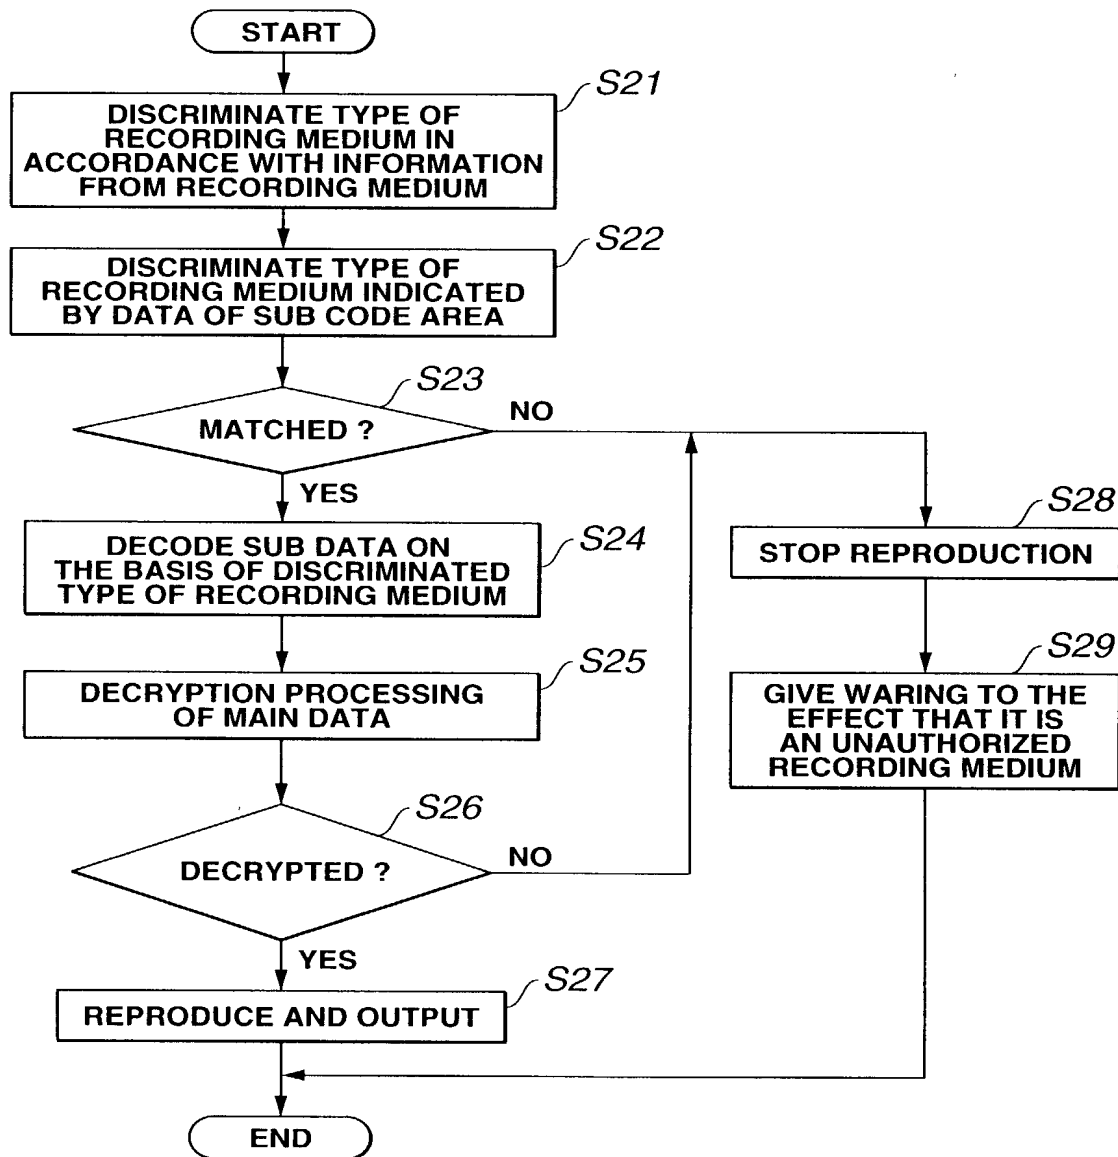 START
S21
DISCRIMINATE TYPE OF
RECORDING MEDIUM IN
ACCORDANCE WITH INFORMATION
FROM RECORDING MEDIUM
S22
DISCRIMINATE TYPE OF
RECORDING MEDIUM INDICATED
BY DATA OF SUB CODE AREA
S23
MATCHED ?
NO
YES
S24
DECODE SUB DATA ON
THE BASIS OF DISCRIMINATED
TYPE OF RECORDING MEDIUM
S25
DECRYPTION PROCESSING
OF MAIN DATA
S26
DECRYPTED ?
NO
YES
S27
REPRODUCE AND OUTPUT
S28
STOP REPRODUCTION
S29
GIVE WARING TO THE
EFFECT THAT IT IS
AN UNAUTHORIZED
RECORDING MEDIUM
END